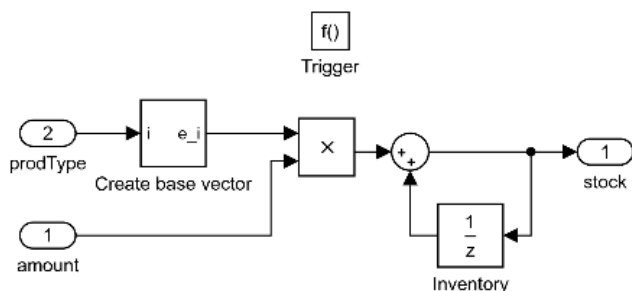 f()
Trigger
2
prodType
i e_i
Create base vector
×
+
+
1
stock
1
amount
1
z
Inventory